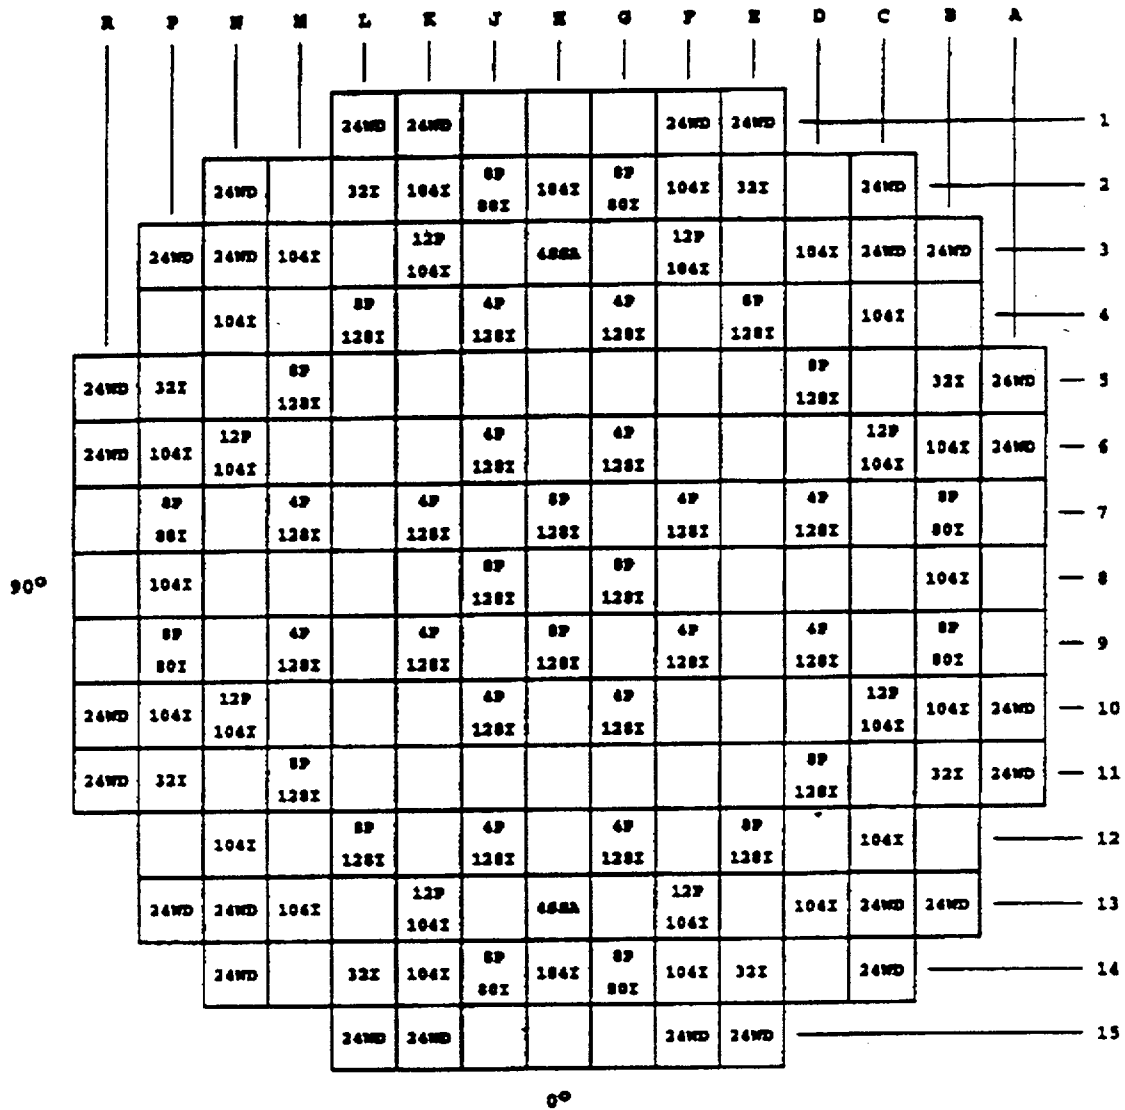 R P N M L K J H G F E D C B A
24WD 24WD 24WD 24WD 1
24WD 32I 104I 8P 104I 8P 104I 32I 24WD 2
80I
24WD 24WD 104I 12P 4SSA 12P 104I 24WD 24WD 3
104I 104I
104I 8P 4P 4P 8P 104I 4
128I 128I 128I 128I
24WD 32I 8P 8P 32I 24WD 5
128I 128I
24WD 104I 12P 4P 4P 12P 104I 24WD 6
104I 128I 128I 104I
8P 4P 4P 8P 4P 4P 8P 7
128I 128I 128I 128I 128I 80I
90° 104I 8P 8P 104I 8
128I 128I
8P 4P 4P 8P 4P 4P 8P 9
80I 128I 128I 128I 128I 128I 80I
24WD 104I 12P 4P 4P 12P 104I 24WD 10
104I 128I 128I 104I
24WD 32I 8P 8P 32I 24WD 11
128I 128I
104I 8P 4P 4P 8P 104I 12
128I 128I 128I 128I
24WD 24WD 104I 12P 4SSA 12P 104I 24WD 24WD 13
104I 104I
24WD 32I 104I 8P 104I 8P 104I 32I 24WD 14
80I
24WD 24WD 24WD 24WD 15
0°